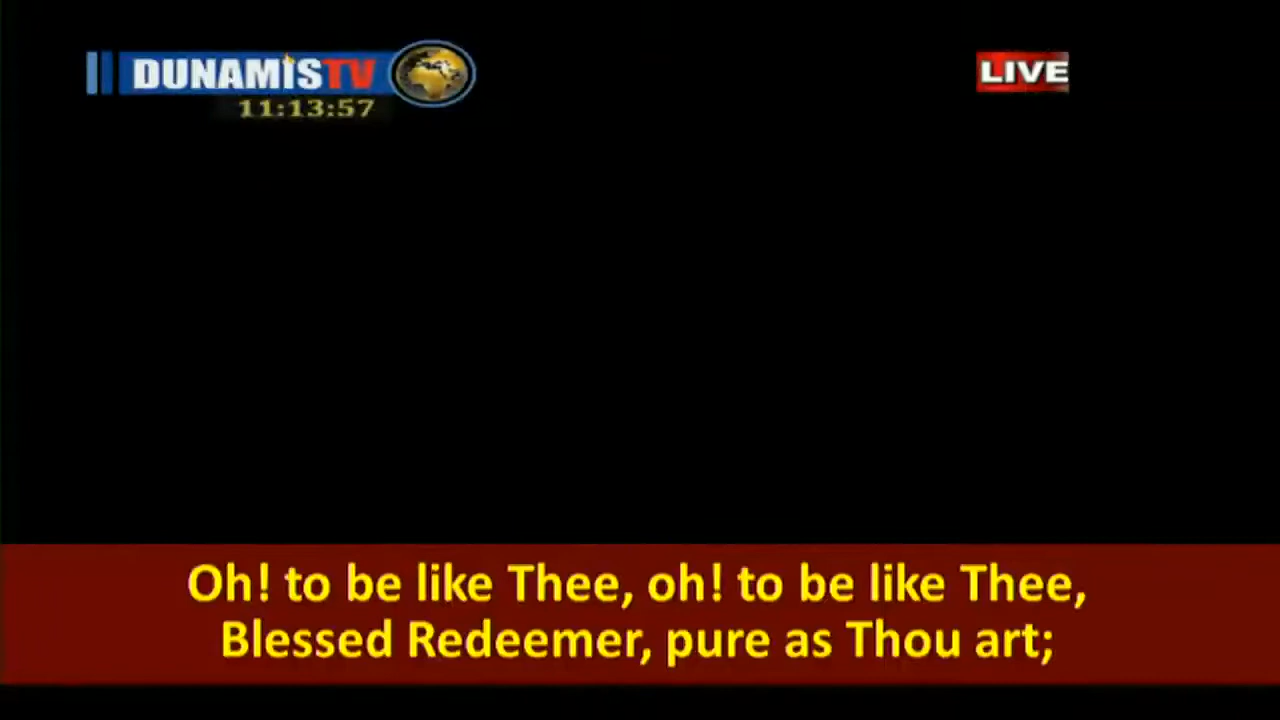 DUNAMISTV
LIVE
11:13:57
Oh! to be like Thee, oh! to be like Thee,
Blessed Redeemer, pure as Thou art;